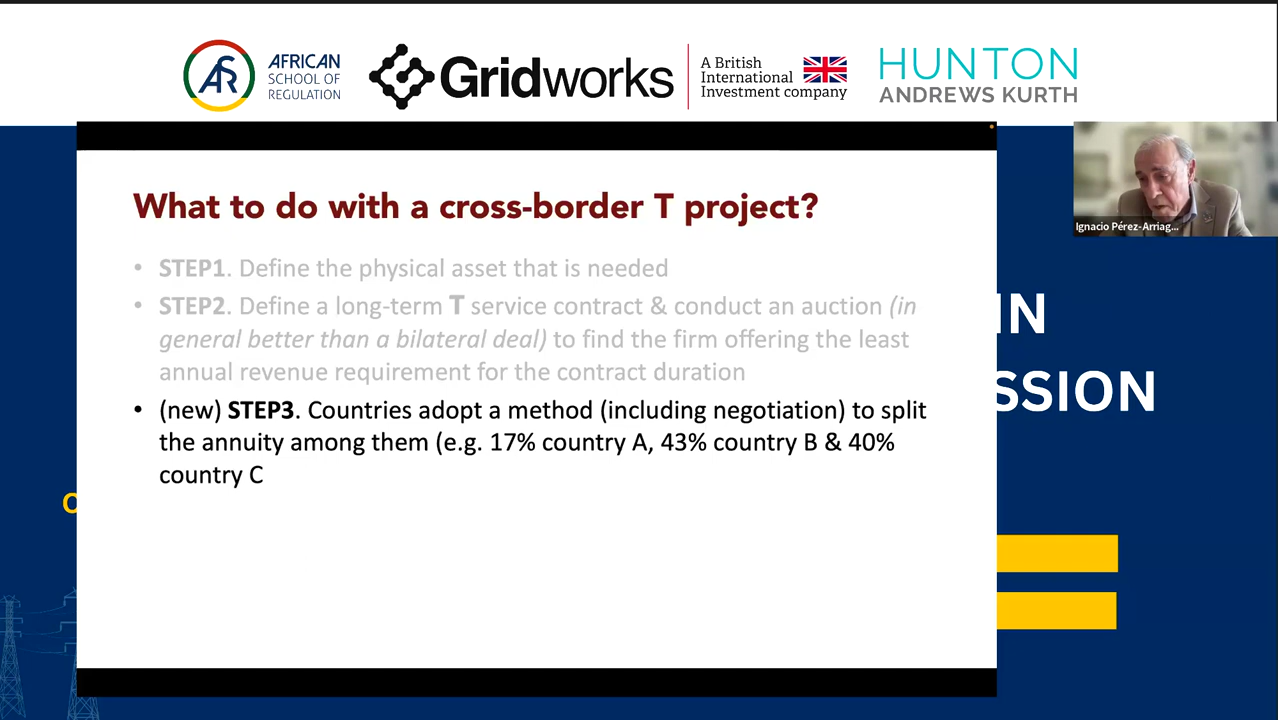 AFRICAN
SCHOOL OF
REGULATION
Gridworks
A British
International
Investment company
HUNTON
ANDREWS KURTH
What to do with a cross-border T project?
• STEP1. Define the physical asset that is needed
• STEP2. Define a long-term T service contract & conduct an auction (in
general better than a bilateral deal) to find the firm offering the least
annual revenue requirement for the contract duration
• (new) STEP3. Countries adopt a method (including negotiation) to split
the annuity among them (e.g. 17% country A, 43% country B & 40%
country C
Ignacio Pérez-Arriag...
IN
SSION